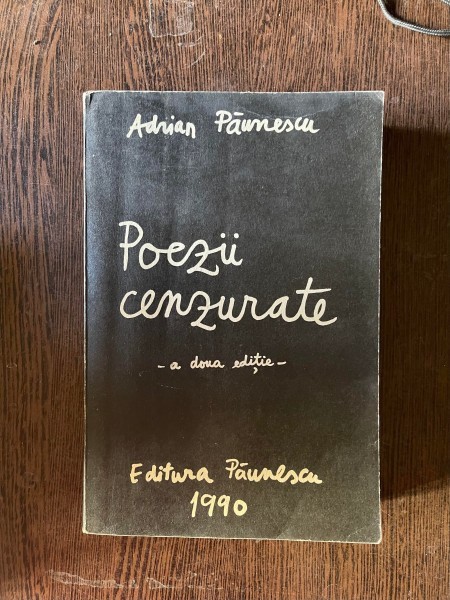 Adrian Păunescu
Poezii
cenzurate
- a doua ediție -
Editura Păunescu
1990